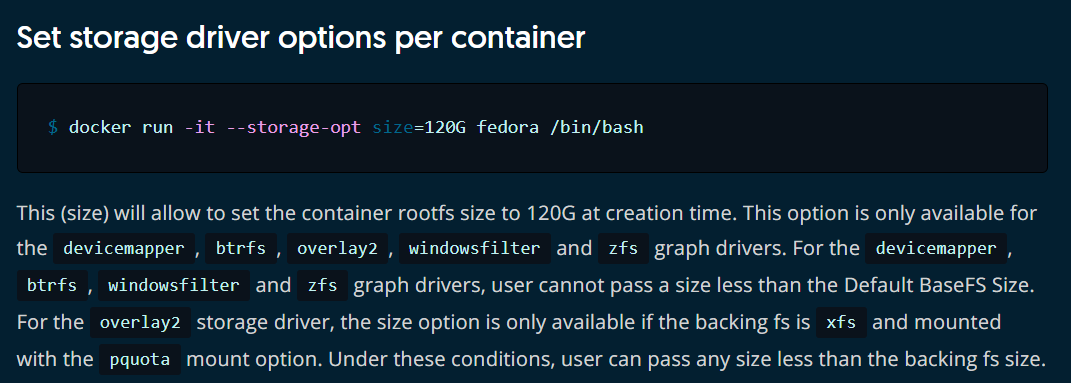 Set storage driver options per container
$ docker run -it --storage-opt size=120G fedora /bin/bash
This (size) will allow to set the container rootfs size to 120G at creation time. This option is only available for
the devicemapper , btrfs , overlay2 , windowsfilter and zfs graph drivers. For the devicemapper ,
btrfs , windowsfilter and zfs graph drivers, user cannot pass a size less than the Default BaseFS Size.
For the overlay2 storage driver, the size option is only available if the backing fs is xfs and mounted
with the pquota mount option. Under these conditions, user can pass any size less than the backing fs size.